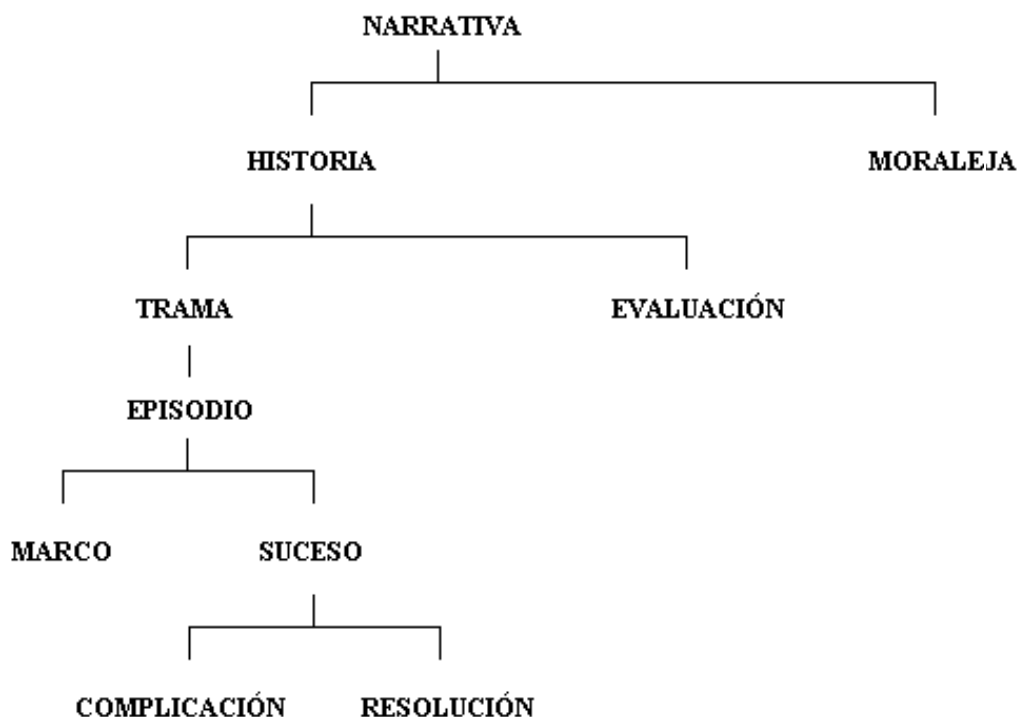 NARRATIVA
HISTORIA MORALEJA
TRAMA EVALUACIÓN
EPISODIO
MARCO SUCESO
COMPLICACIÓN RESOLUCIÓN